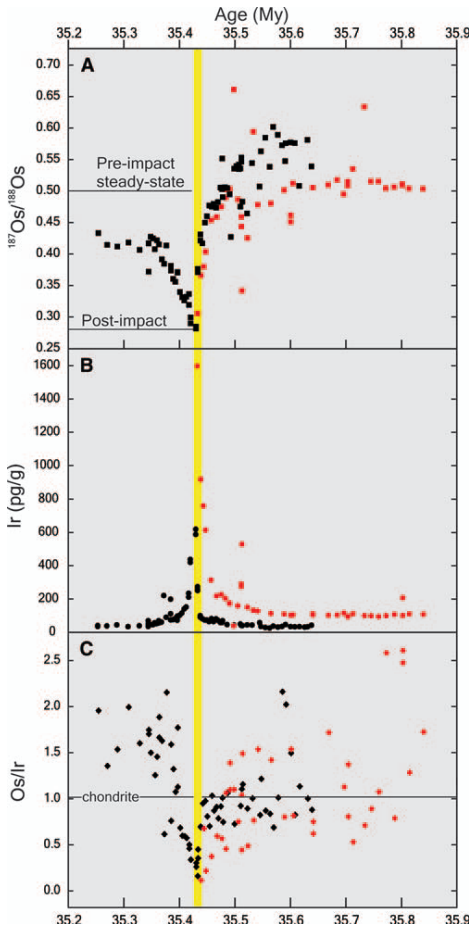 Age (My)
35.2 35.3 35.4 35.5 35.6 35.7 35.8 35.9
A
0.70
0.65
0.60
0.55
Pre-impact
steady-state
0.50
0.45
0.40
0.35
0.30
Post-impact
0.25
187Os/188Os
B
1600
1400
1200
1000
800
600
400
200
0
Ir (pg/g)
C
2.5
2.0
1.5
1.0
chondrite
0.5
0.0
Os/Ir
35.2 35.3 35.4 35.5 35.6 35.7 35.8 35.9